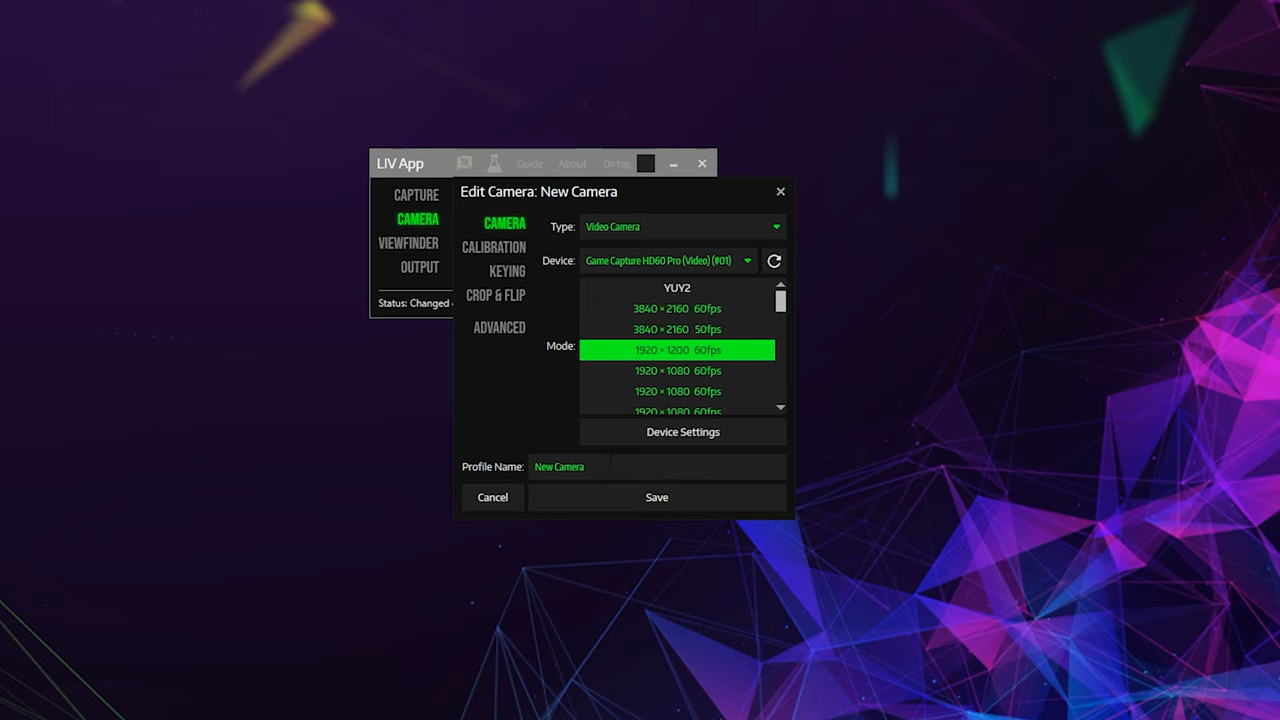 LIV App
Guide
About
On top
CAPTURE
CAMERA
VIEWFINDER
OUTPUT
Status: Changed
Edit Camera: New Camera
CAMERA
CALIBRATION
KEYING
CROP & FLIP
ADVANCED
Type: Video Camera
Device: Game Capture HD60 Pro (Video) (#01)
Mode:
YUY2
3840 × 2160 60fps
3840 × 2160 50fps
1920 × 1200 60fps
1920 × 1080 60fps
1920 × 1080 60fps
1920 × 1080 60fps
Device Settings
Profile Name: New Camera
Cancel
Save